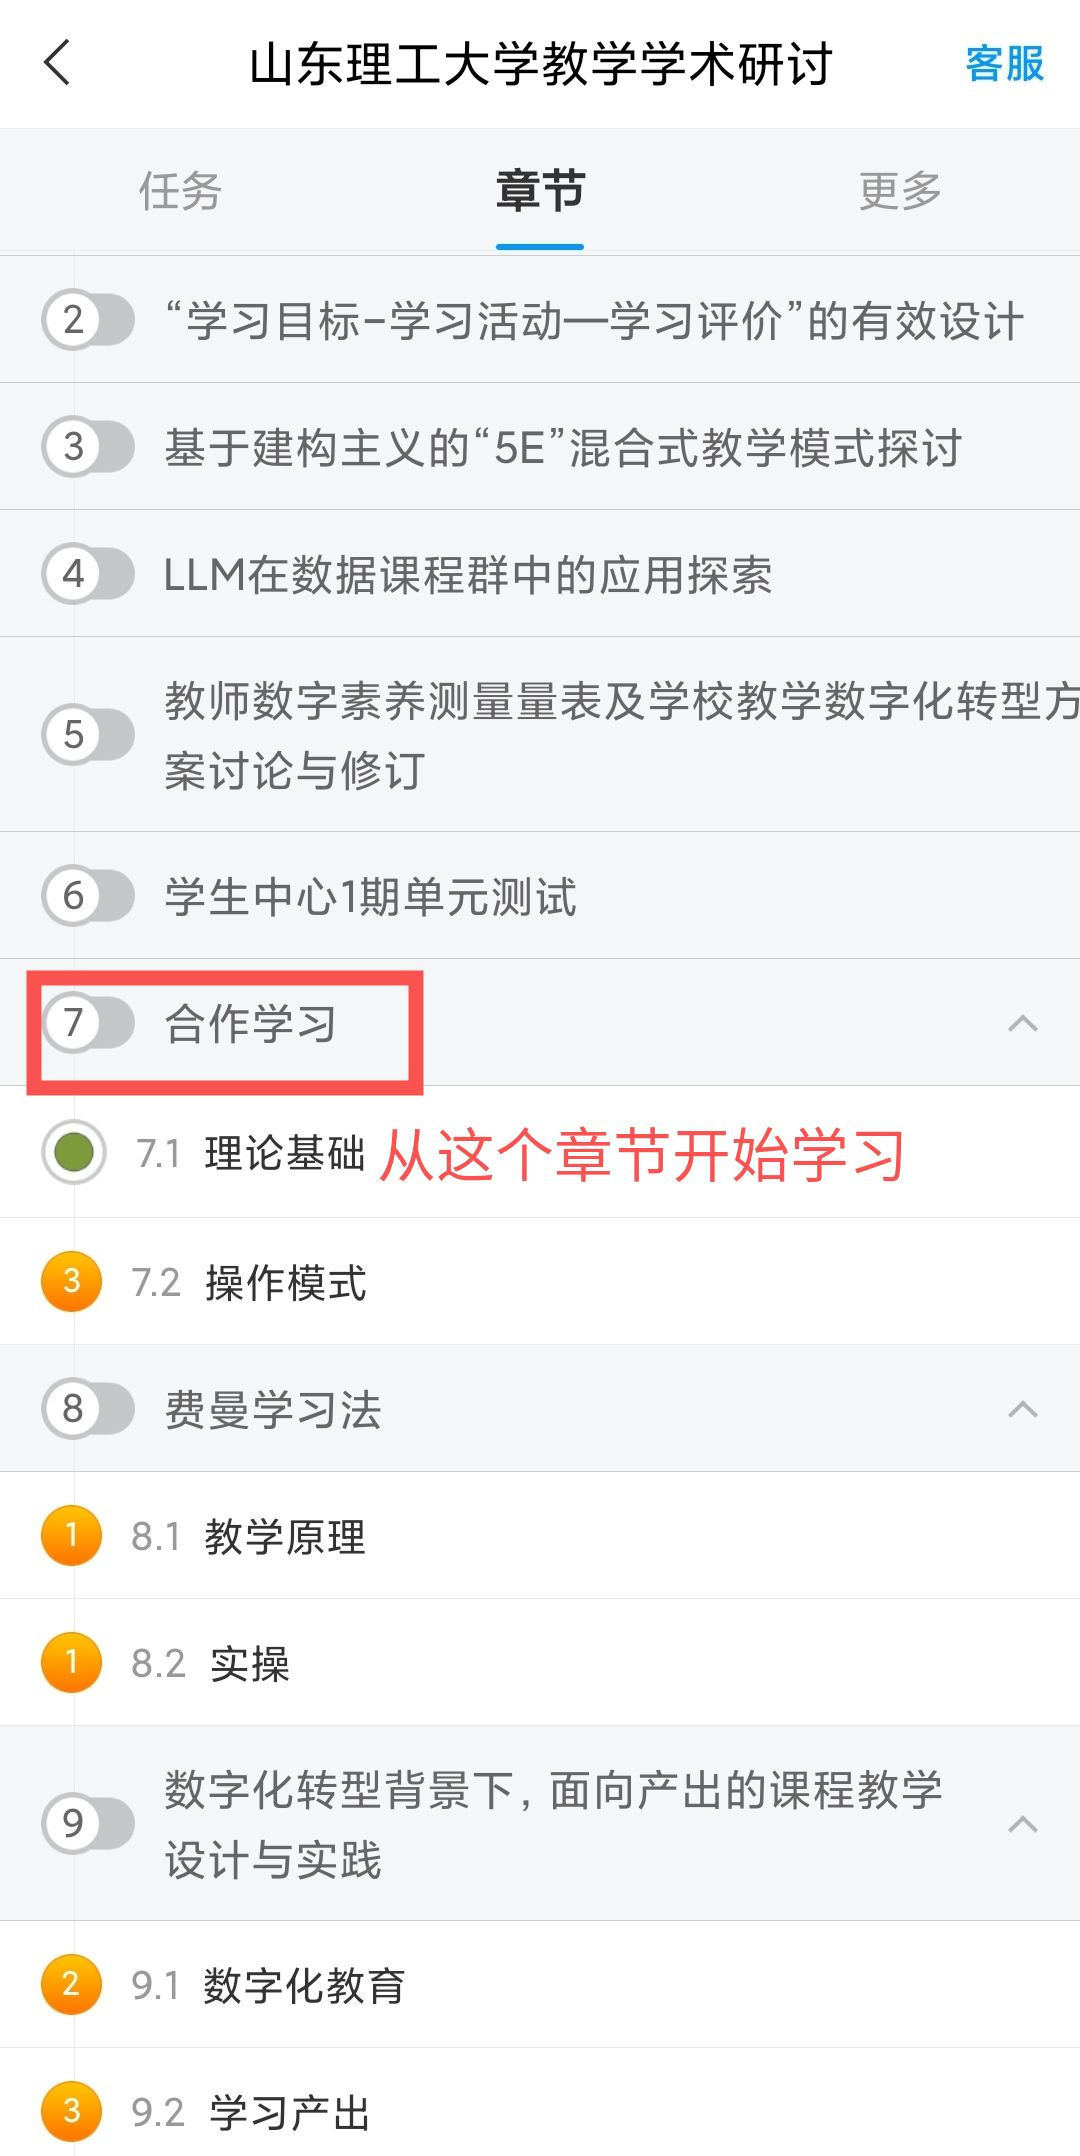 山东理工大学教学学术研讨
客服
任务
章节
更多
2 “学习目标-学习活动—学习评价”的有效设计
3 基于建构主义的“5E”混合式教学模式探讨
4 LLM在数据课程群中的应用探索
5 教师数字素养测量量表及学校教学数字化转型方
案讨论与修订
6 学生中心1期单元测试
7 合作学习
7.1 理论基础 从这个章节开始学习
3 7.2 操作模式
8 费曼学习法
1 8.1 教学原理
1 8.2 实操
9 数字化转型背景下,面向产出的课程教学
设计与实践
2 9.1 数字化教育
3 9.2 学习产出